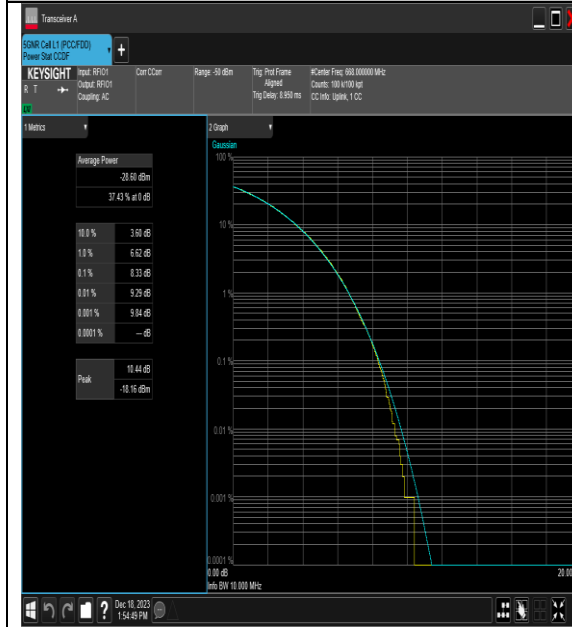 Transceiver A
5GNR Cell L1 (PCC/FDD)
Power Stat CCDF
+
KEYSIGHT
R T
Input: RFIO1
Output: RFIO1
Coupling: AC
Corr CCorr
Range: -50 dBm
Trig: Prot Frame
Aligned
Trig Delay: 8.950 ms
#Center Freq: 668.000000 MHz
Counts: 100 k/100 kpt
CC Info: Uplink, 1 CC
1 Metrics
Average Power
-28.60 dBm
37.43 % at 0 dB
10.0 % 3.60 dB
1.0 % 6.62 dB
0.1 % 8.33 dB
0.01 % 9.29 dB
0.001 % 9.84 dB
0.0001 % --- dB
Peak
10.44 dB
-18.16 dBm
2 Graph
Gaussian
100 %
10 %
1 %
0.1 %
0.01 %
0.001 %
0.0001 %
0.00 dB
20.00
Info BW 10.000 MHz
Dec 18, 2023
1:54:49 PM